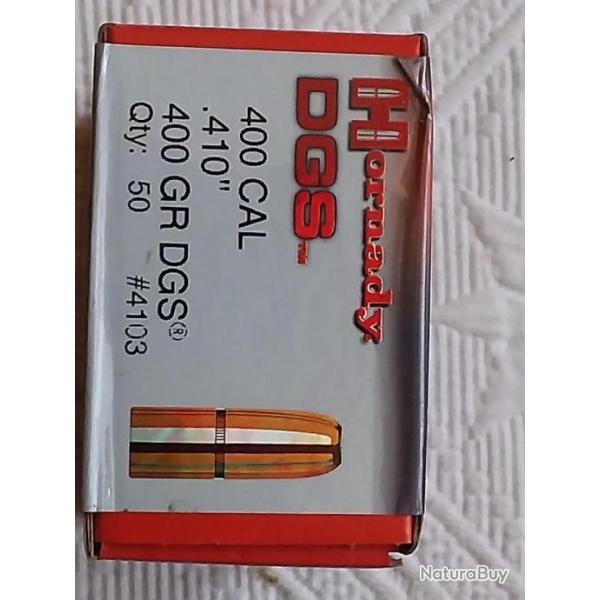 Hornady
DGS™
400 CAL
.410"
400 GR DGS®
Qty: 50 #4103
NaturaBuy